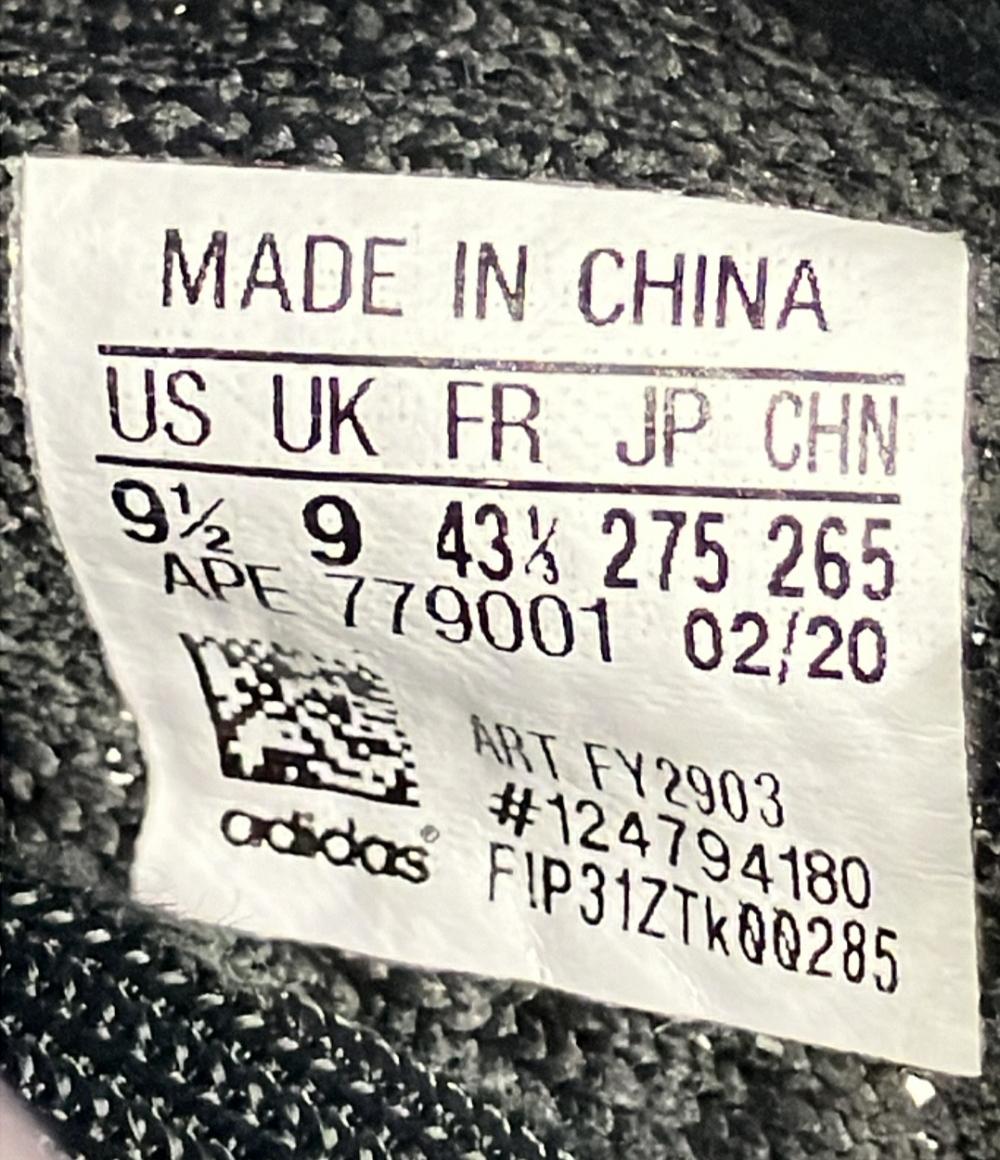 MADE IN CHINA
US UK FR JP CHN
9½ 9 43⅓ 275 265
APE 779001 02/20
ART FY2903
#124794180
adidas®
F!P31ZTk00285